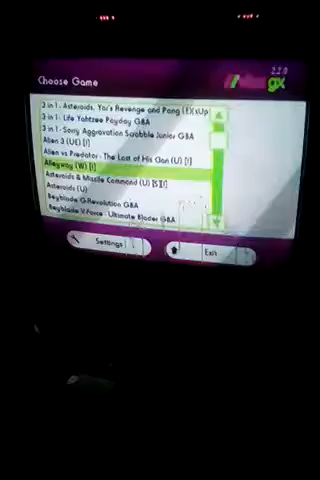 2.2.0
Choose Game
gx
3 in 1 - Asteroids, Yar's Revenge and Pong (E)(sUp
3 in 1 - Life Yahtzee Payday GBA
3 in 1 - Sorry Aggravation Scrabble Junior GBA
Alien 3 (UE) [!]
Alien vs Predator - The Last of His Clan (U) [!]
Alleyway (W) [!]
Asteroids & Missile Command (U) [S][!]
Asteroids (U)
Beyblade G-Revolution GBA
Beyblade V-Force - Ultimate Blader GBA
Settings
Exit